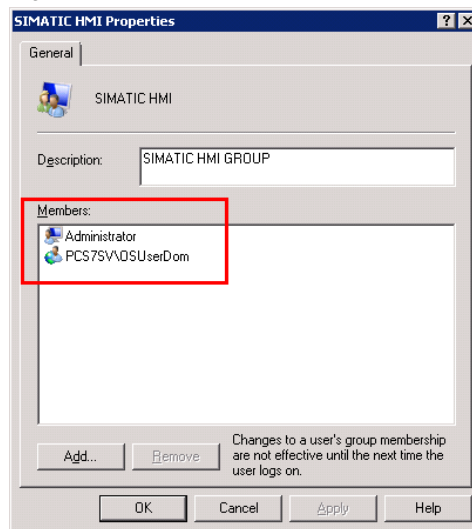 SIMATIC HMI Properties
General
SIMATIC HMI
Description:
SIMATIC HMI GROUP
Members:
Administrator
PCS7SV\OSUserDom
Add...
Remove
Changes to a user's group membership
are not effective until the next time the
user logs on.
OK
Cancel
Apply
Help